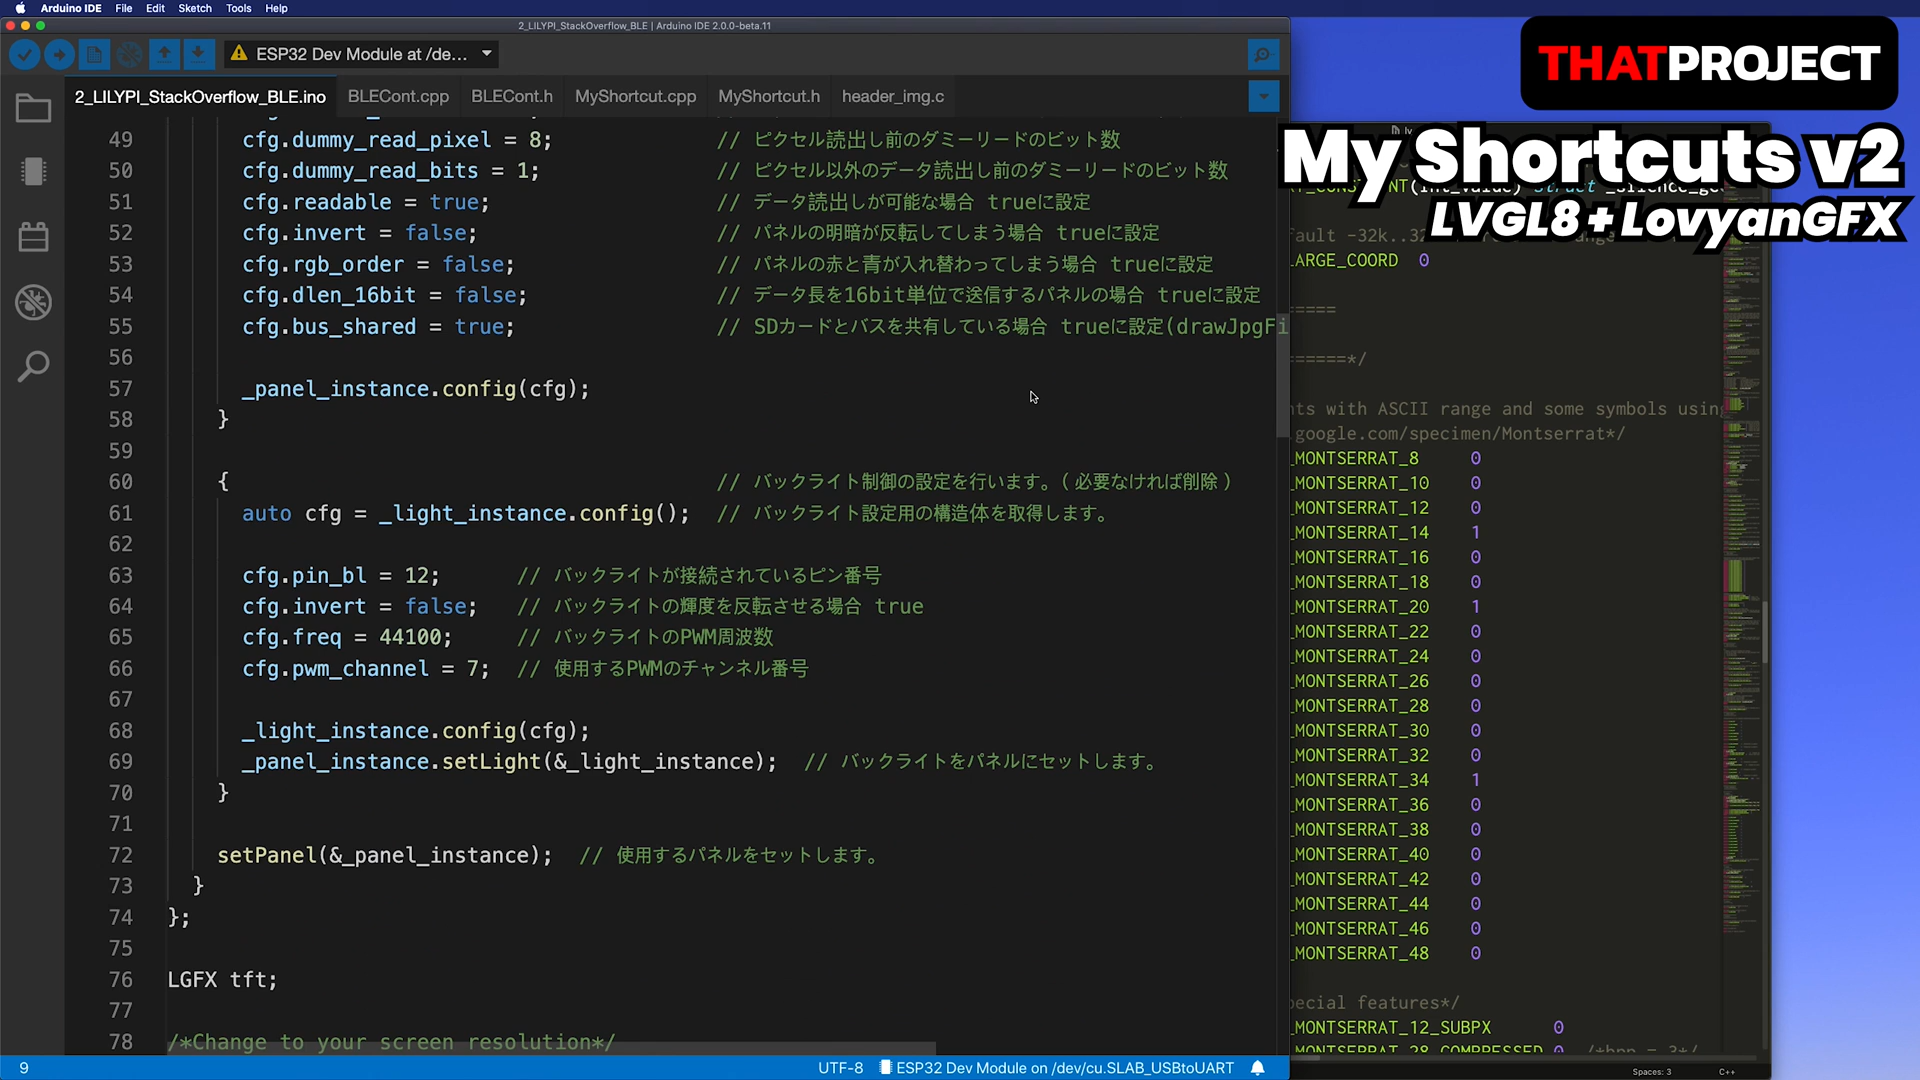 Arduino IDE File Edit Sketch Tools Help
2_LILYPI_StackOverflow_BLE | Arduino IDE 2.0.0-beta.11
ESP32 Dev Module at /de...
2_LILYPI_StackOverflow_BLE.ino BLECont.cpp BLECont.h MyShortcut.cpp MyShortcut.h header_img.c
49 cfg.dummy_read_pixel = 8; // ピクセル読出し前のダミーリードのビット数
50 cfg.dummy_read_bits = 1; // ピクセル以外のデータ読出し前のダミーリードのビット数
51 cfg.readable = true; // データ読出しが可能な場合 trueに設定
52 cfg.invert = false; // パネルの明暗が反転してしまう場合 trueに設定
53 cfg.rgb_order = false; // パネルの赤と青が入れ替わってしまう場合 trueに設定
54 cfg.dlen_16bit = false; // データ長を16bit単位で送信するパネルの場合 trueに設定
55 cfg.bus_shared = true; // SDカードとバスを共有している場合 trueに設定(drawJpgFi
56
57 _panel_instance.config(cfg);
58 }
59
60 { // バックライト制御の設定を行います。（必要なければ削除）
61 auto cfg = _light_instance.config(); // バックライト設定用の構造体を取得します。
62
63 cfg.pin_bl = 12; // バックライトが接続されているピン番号
64 cfg.invert = false; // バックライトの輝度を反転させる場合 true
65 cfg.freq = 44100; // バックライトのPWM周波数
66 cfg.pwm_channel = 7; // 使用するPWMのチャンネル番号
67
68 _light_instance.config(cfg);
69 _panel_instance.setLight(&_light_instance); // バックライトをパネルにセットします。
70 }
71
72 setPanel(&_panel_instance); // 使用するパネルをセットします。
73 }
74 };
75
76 LGFX tft;
77
78 /*Change to your screen resolution*/
9 UTF-8 ESP32 Dev Module on /dev/cu.SLAB_USBtoUART
THATPROJECT
My Shortcuts v2
LVGL8 + LovyanGFX
fault -32k..32
LARGE_COORD 0
=====
======*/
nts with ASCII range and some symbols using
.google.com/specimen/Montserrat*/
_MONTSERRAT_8 0
_MONTSERRAT_10 0
_MONTSERRAT_12 0
_MONTSERRAT_14 1
_MONTSERRAT_16 0
_MONTSERRAT_18 0
_MONTSERRAT_20 1
_MONTSERRAT_22 0
_MONTSERRAT_24 0
_MONTSERRAT_26 0
_MONTSERRAT_28 0
_MONTSERRAT_30 0
_MONTSERRAT_32 0
_MONTSERRAT_34 1
_MONTSERRAT_36 0
_MONTSERRAT_38 0
_MONTSERRAT_40 0
_MONTSERRAT_42 0
_MONTSERRAT_44 0
_MONTSERRAT_46 0
_MONTSERRAT_48 0
pecial features*/
_MONTSERRAT_12_SUBPX 0
_MONTSERRAT_28_COMPRESSED 0 /*bpp = 3*/
Spaces: 3 C++